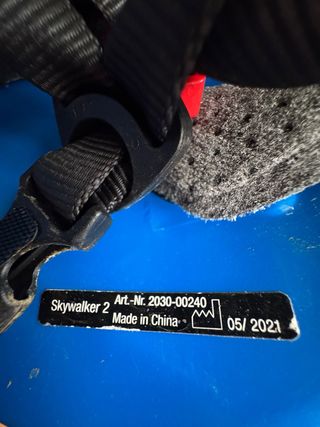 Skywalker 2 Art.-Nr. 2030-00240
Made in China 05/ 2021